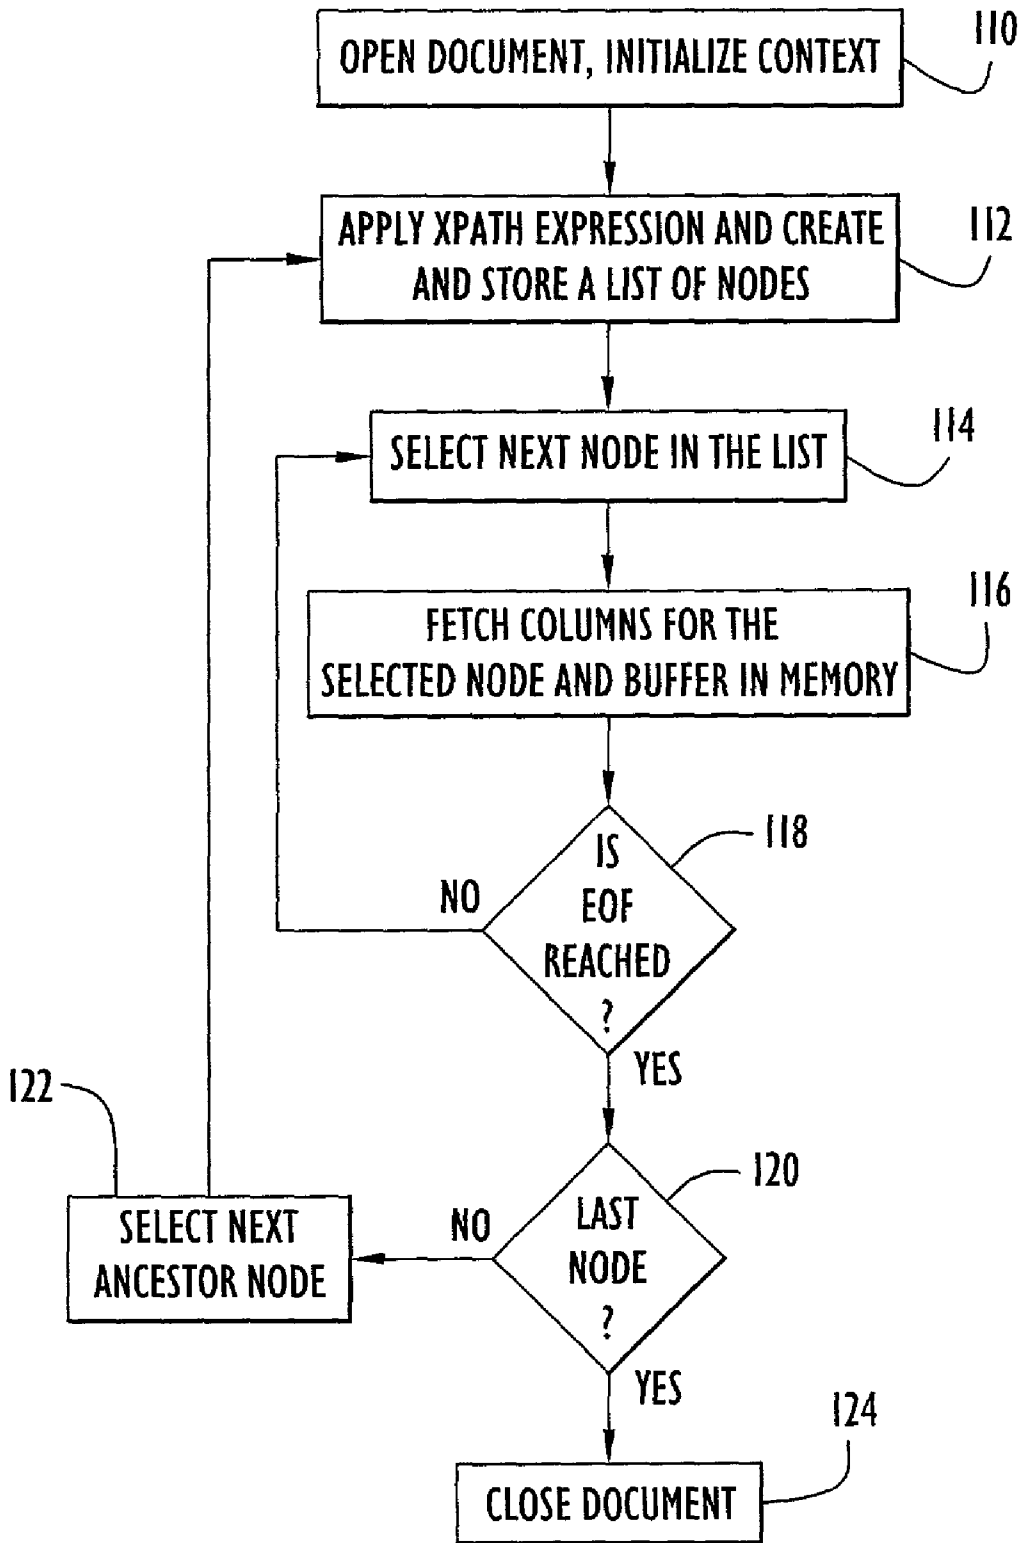 110
OPEN DOCUMENT, INITIALIZE CONTEXT
112
APPLY XPATH EXPRESSION AND CREATE
AND STORE A LIST OF NODES
114
SELECT NEXT NODE IN THE LIST
116
FETCH COLUMNS FOR THE
SELECTED NODE AND BUFFER IN MEMORY
118
IS
EOF
REACHED
?
NO
YES
122
120
SELECT NEXT
ANCESTOR NODE
NO
LAST
NODE
?
YES
124
CLOSE DOCUMENT